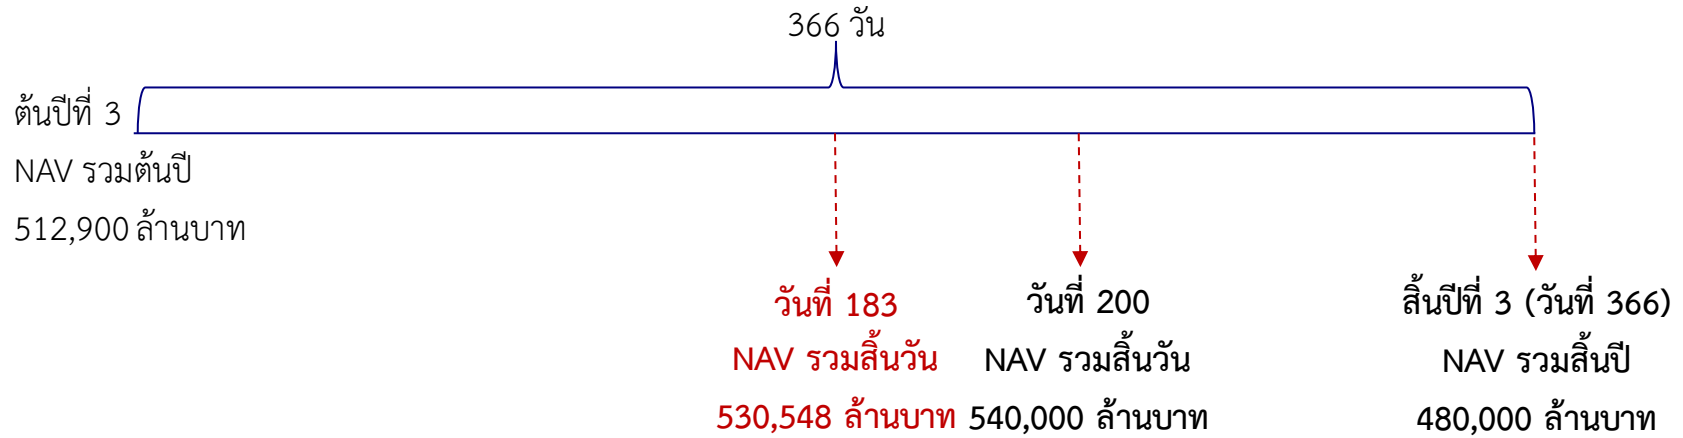 366 วัน
ต้นปีที่ 3
NAV รวมต้นปี
512,900 ล้านบาท
วันที่ 183
NAV รวมสิ้นวัน
530,548 ล้านบาท
วันที่ 200
NAV รวมสิ้นวัน
540,000 ล้านบาท
สิ้นปีที่ 3 (วันที่ 366)
NAV รวมสิ้นปี
480,000 ล้านบาท